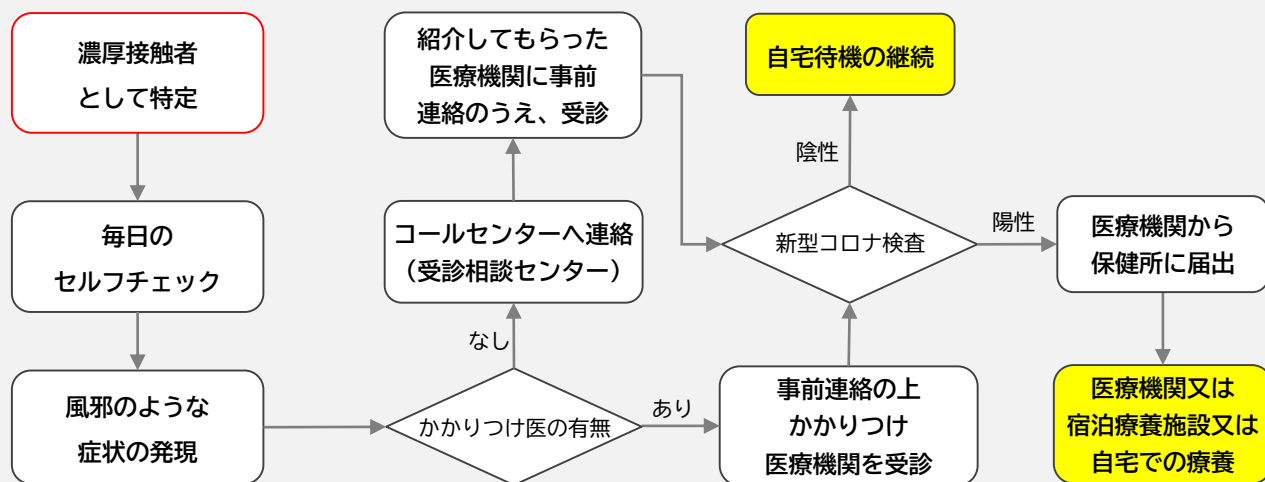 濃厚接触者
として特定
毎日の
セルフチェック
風邪のような
症状の発現
かかりつけ医の有無
なし
コールセンターへ連絡
（受診相談センター）
紹介してもらった
医療機関に事前
連絡のうえ、受診
あり
事前連絡の上
かかりつけ
医療機関を受診
新型コロナ検査
陰性
自宅待機の継続
陽性
医療機関から
保健所に届出
医療機関又は
宿泊療養施設又は
自宅での療養